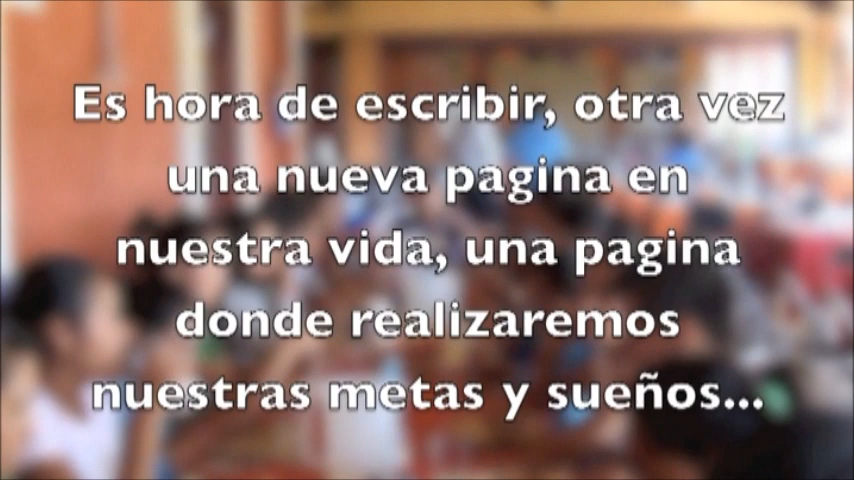 Es hora de escribir, otra vez
una nueva pagina en
nuestra vida, una pagina
donde realizaremos
nuestras metas y sueños...